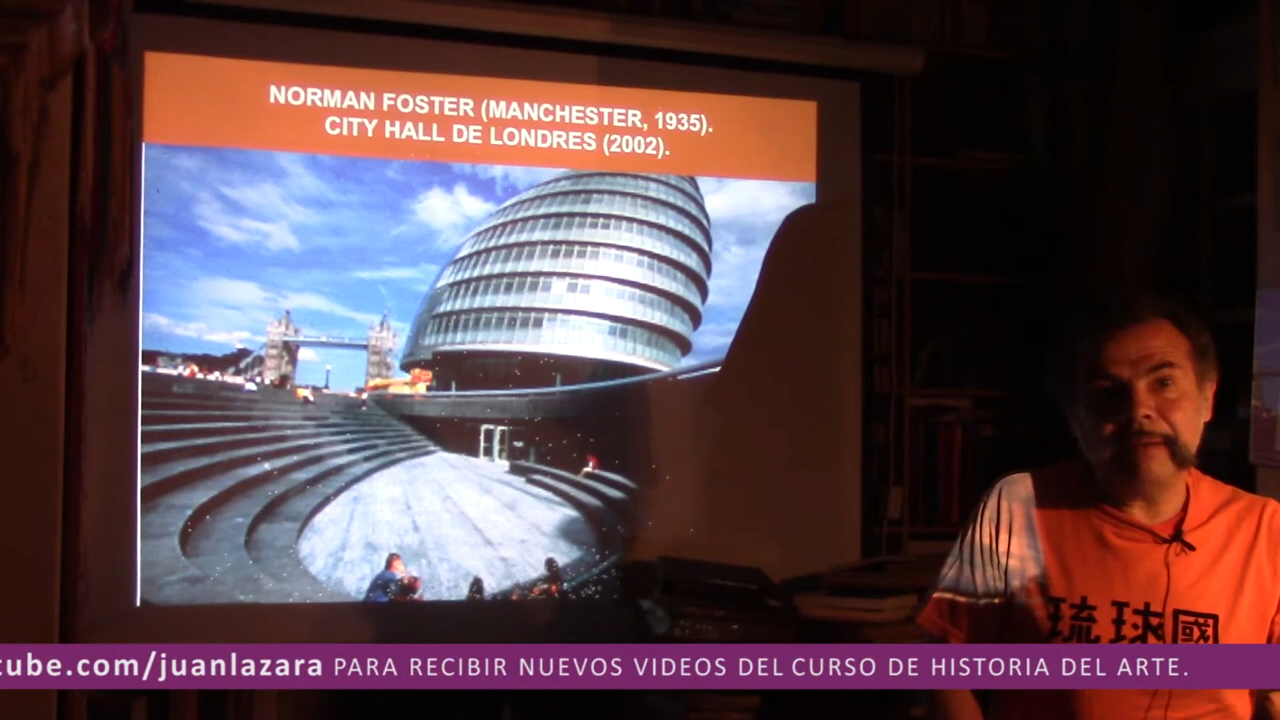 NORMAN FOSTER (MANCHESTER, 1935).
CITY HALL DE LONDRES (2002).
琉球國
tube.com/juanlazara PARA RECIBIR NUEVOS VIDEOS DEL CURSO DE HISTORIA DEL ARTE.